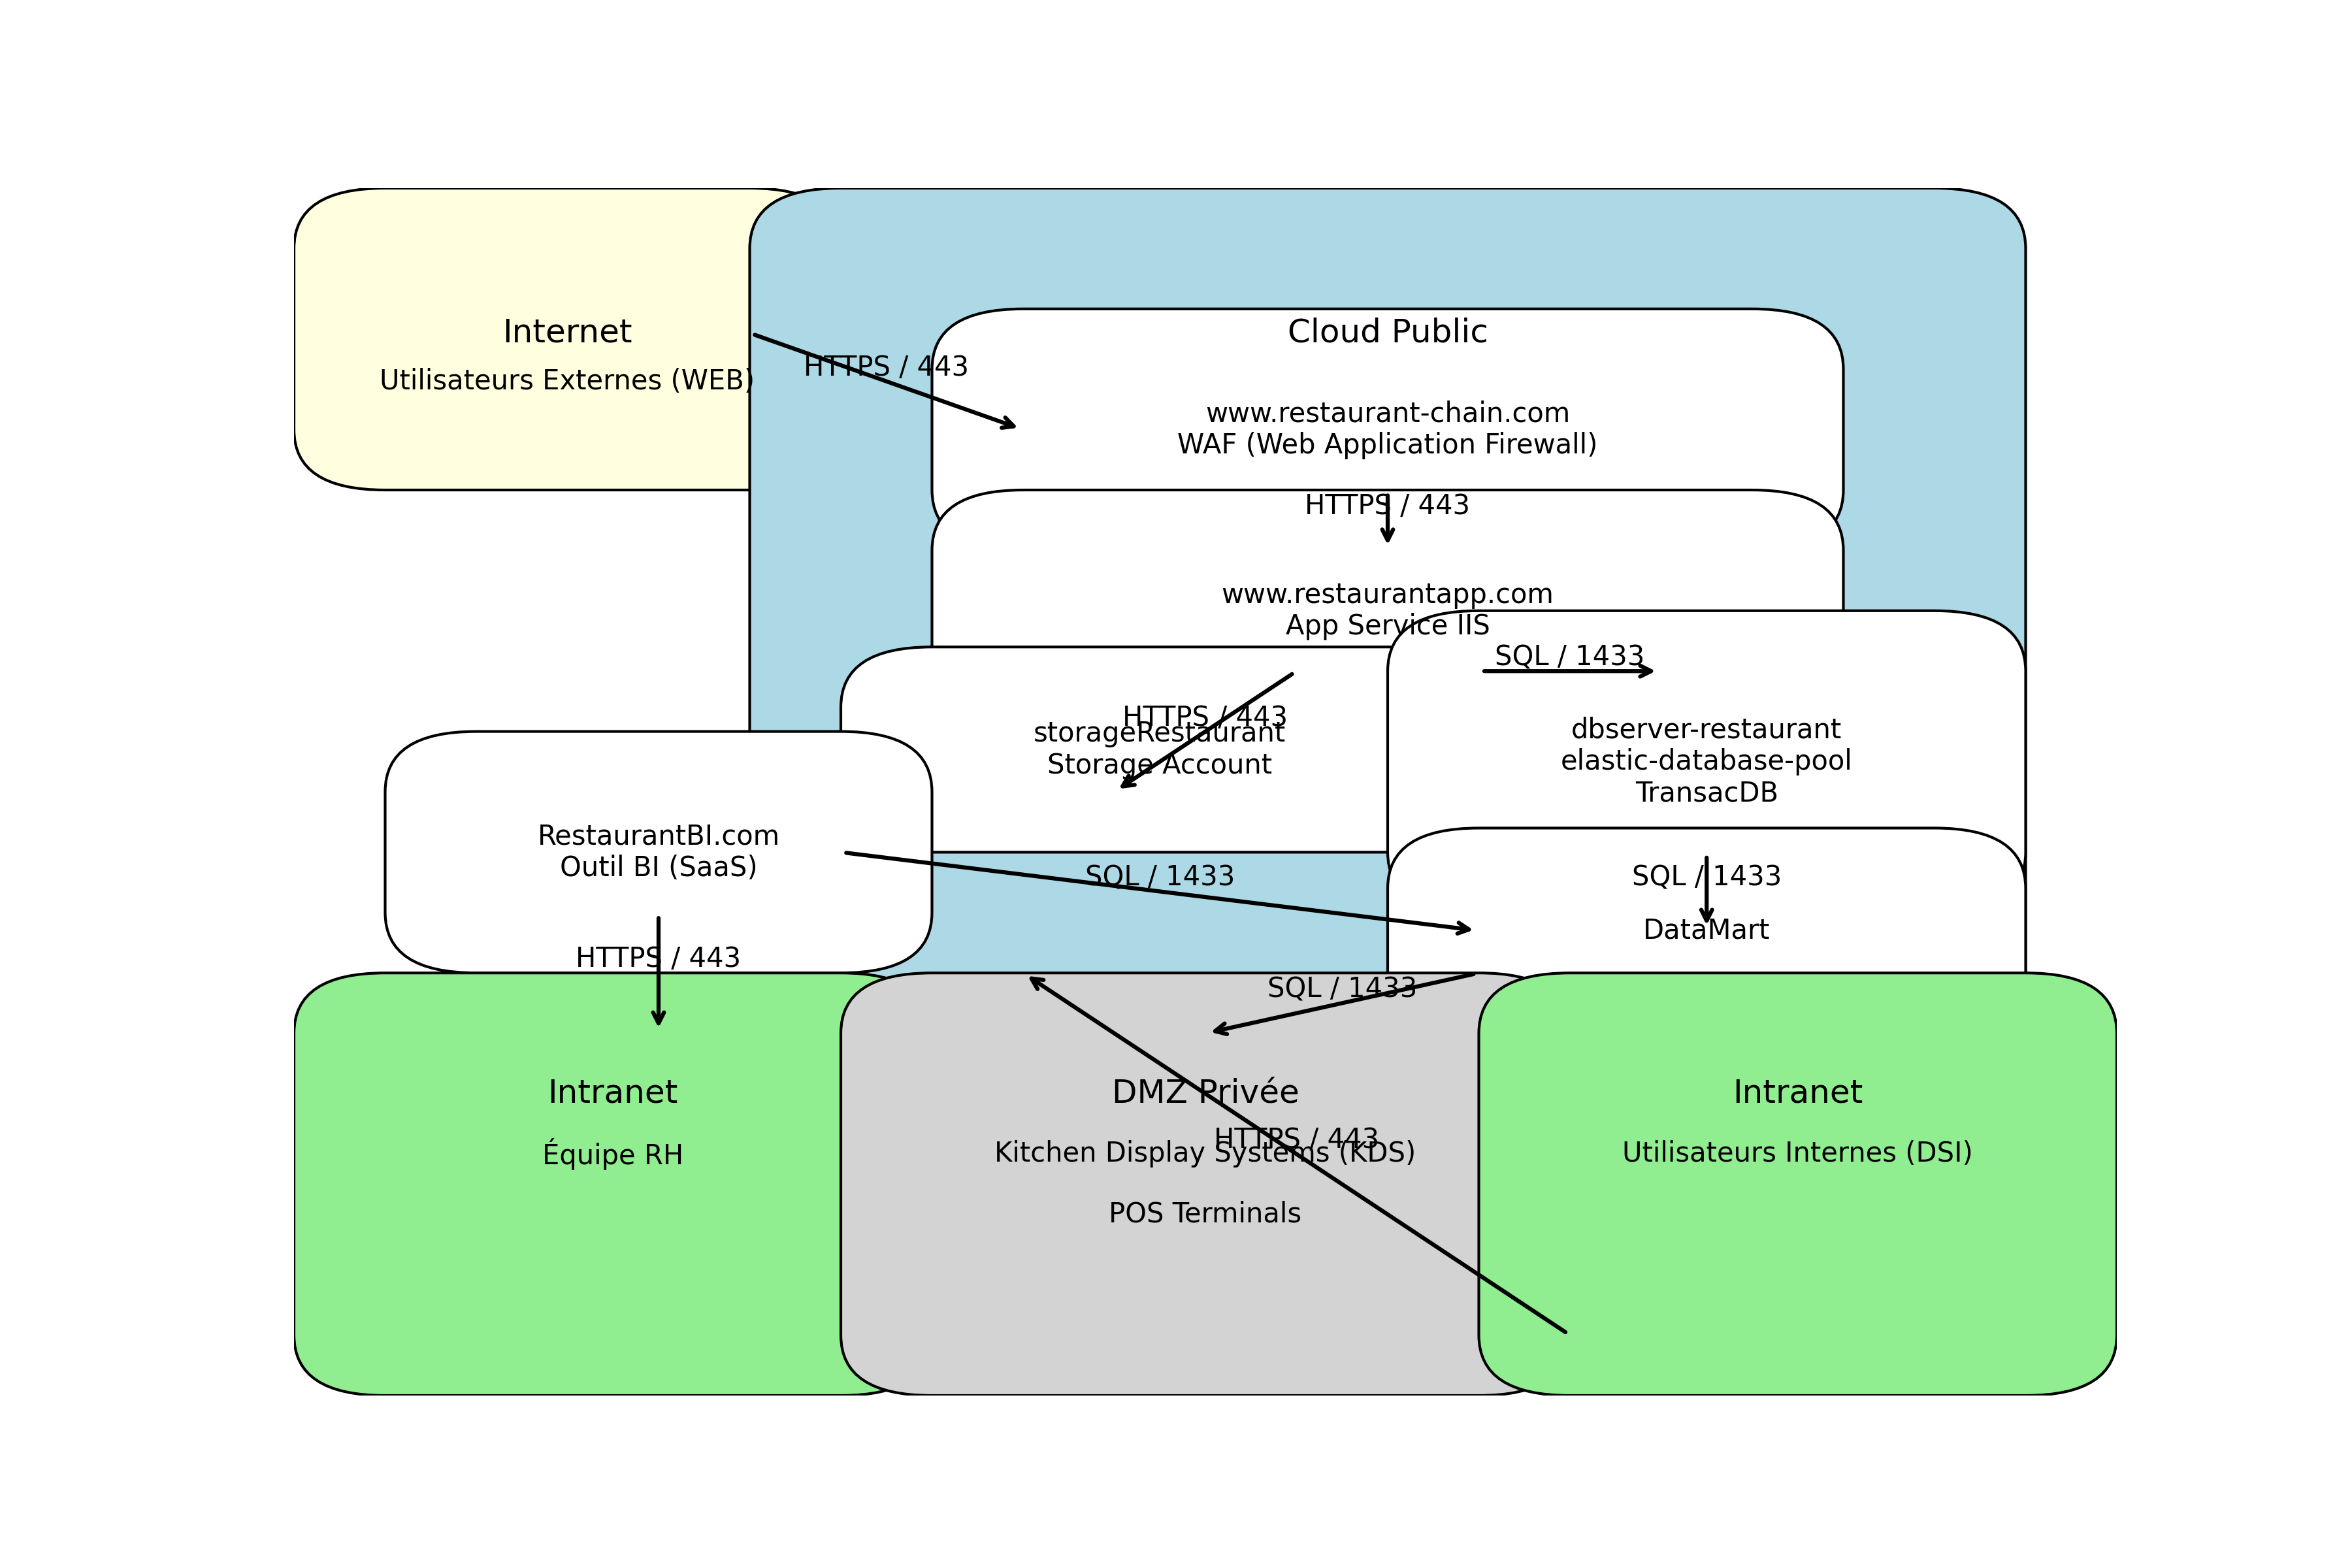 Internet
Utilisateurs Externes (WEB)
Cloud Public
HTTPS / 443
www.restaurant-chain.com
WAF (Web Application Firewall)
HTTPS / 443
www.restaurantapp.com
App Service IIS
SQL / 1433
HTTPS / 443
storageRestaurant
Storage Account
dbserver-restaurant
elastic-database-pool
TransacDB
RestaurantBI.com
Outil BI (SaaS)
SQL / 1433
SQL / 1433
DataMart
HTTPS / 443
SQL / 1433
Intranet
Équipe RH
DMZ Privée
HTTPS / 443
Kitchen Display Systems (KDS)
POS Terminals
Intranet
Utilisateurs Internes (DSI)